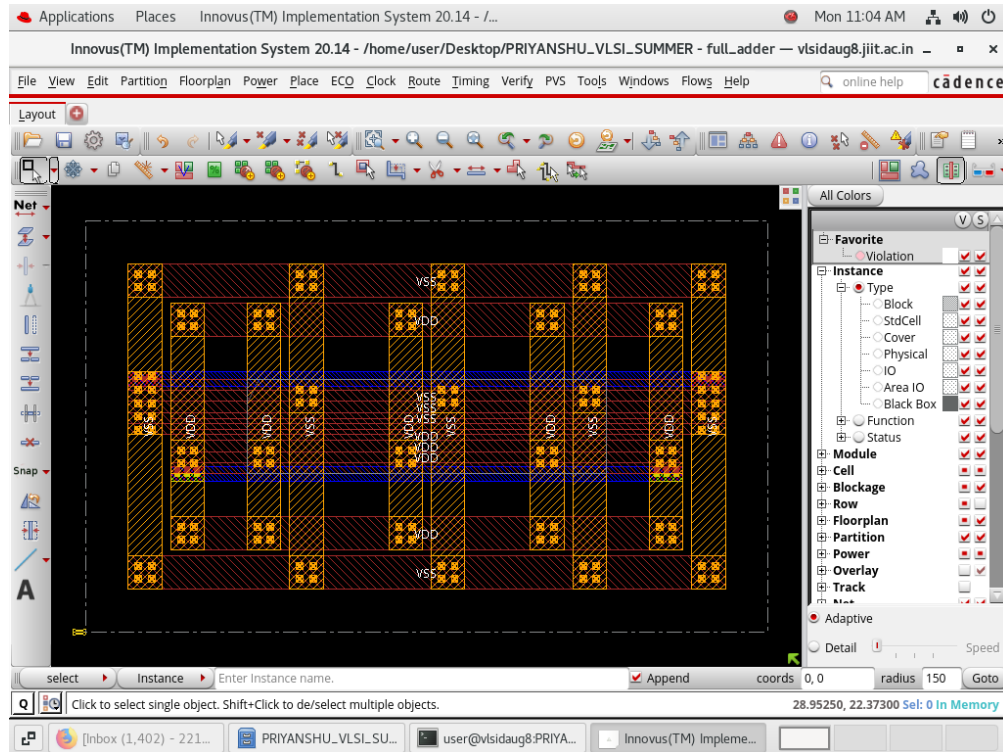 Applications Places Innovus(TM) Implementation System 20.14 - /... Mon 11:04 AM
Innovus(TM) Implementation System 20.14 - /home/user/Desktop/PRIYANSHU_VLSI_SUMMER - full_adder — vlsidaug8.jiit.ac.in
File View Edit Partition Floorplan Power Place ECO Clock Route Timing Verify PVS Tools Windows Flows Help online help cādence
Layout
All Colors
Net
V S
Favorite
Violation
Instance
Type
Block
StdCell
Cover
Physical
IO
Area IO
Black Box
Function
Status
Module
Cell
Blockage
Row
Floorplan
Partition
Power
Overlay
Track
Net
Snap
A
VSS
VDD
VSS
VSS
VSS
VDD
VDD
VDD
VSS VDD VDD VSS VDD VSS VDD VSS VDD VSS
VDD
VSS
Adaptive
Detail Speed
select Instance Enter Instance name. Append coords 0, 0 radius 150 Goto
Q Click to select single object. Shift+Click to de/select multiple objects. 28.95250, 22.37300 Sel: 0 In Memory
[Inbox (1,402) - 221... PRIYANSHU_VLSI_SU... user@vlsidaug8:PRIYA... Innovus(TM) Impleme...